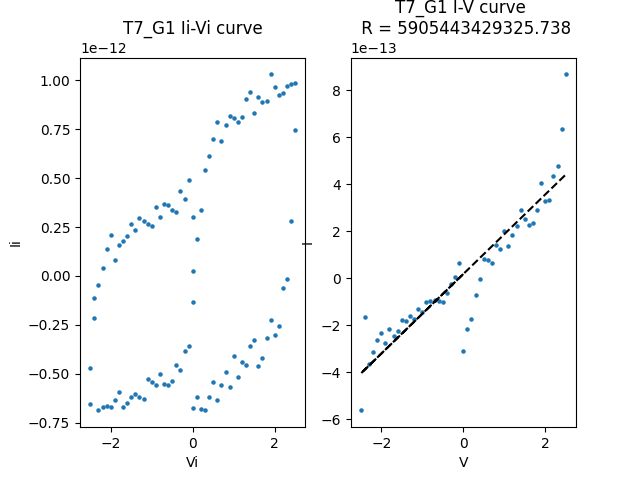 T7_G1 Ii-Vi curve
1e−12
1.00
0.75
0.50
0.25
0.00
−0.25
−0.50
−0.75
Ii
−2
0
2
Vi
T7_G1 I-V curve
R = 5905443429325.738
1e−13
8
6
4
2
0
−2
−4
−6
I
−2
0
2
V